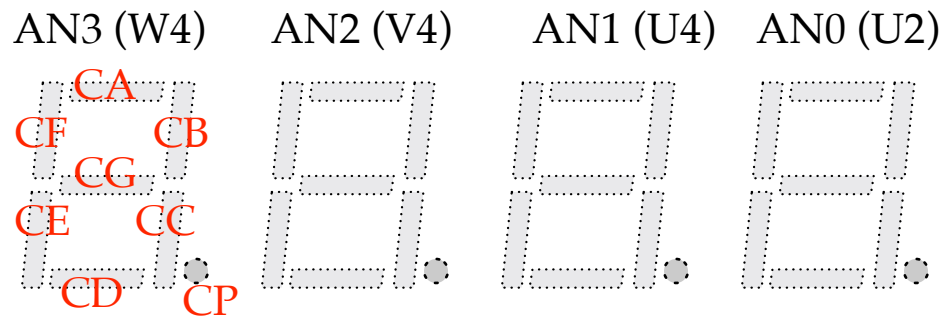 AN3 (W4) AN2 (V4) AN1 (U4) AN0 (U2)
CA
CF CB
CG
CE CC
CD CP